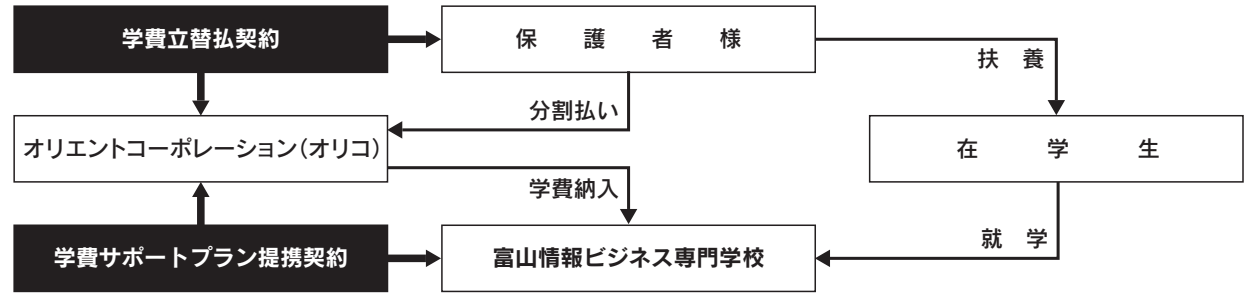 学費立替払契約
保護者様
扶養
分割払い
オリエントコーポレーション(オリコ)
在学生
学費納入
就学
学費サポートプラン提携契約
富山情報ビジネス専門学校